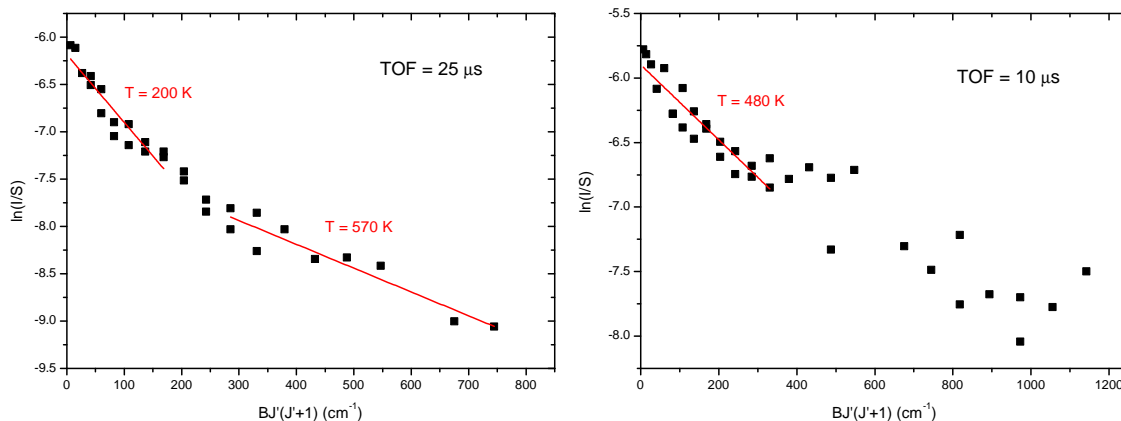 TOF = 25 μs
T = 200 K
T = 570 K
ln(I/S)
-6.0
-6.5
-7.0
-7.5
-8.0
-8.5
-9.0
-9.5
0 100 200 300 400 500 600 700 800
BJ'(J'+1) (cm⁻¹)
TOF = 10 μs
T = 480 K
ln(I/S)
-5.5
-6.0
-6.5
-7.0
-7.5
-8.0
0 200 400 600 800 1000 1200
BJ'(J'+1) (cm⁻¹)